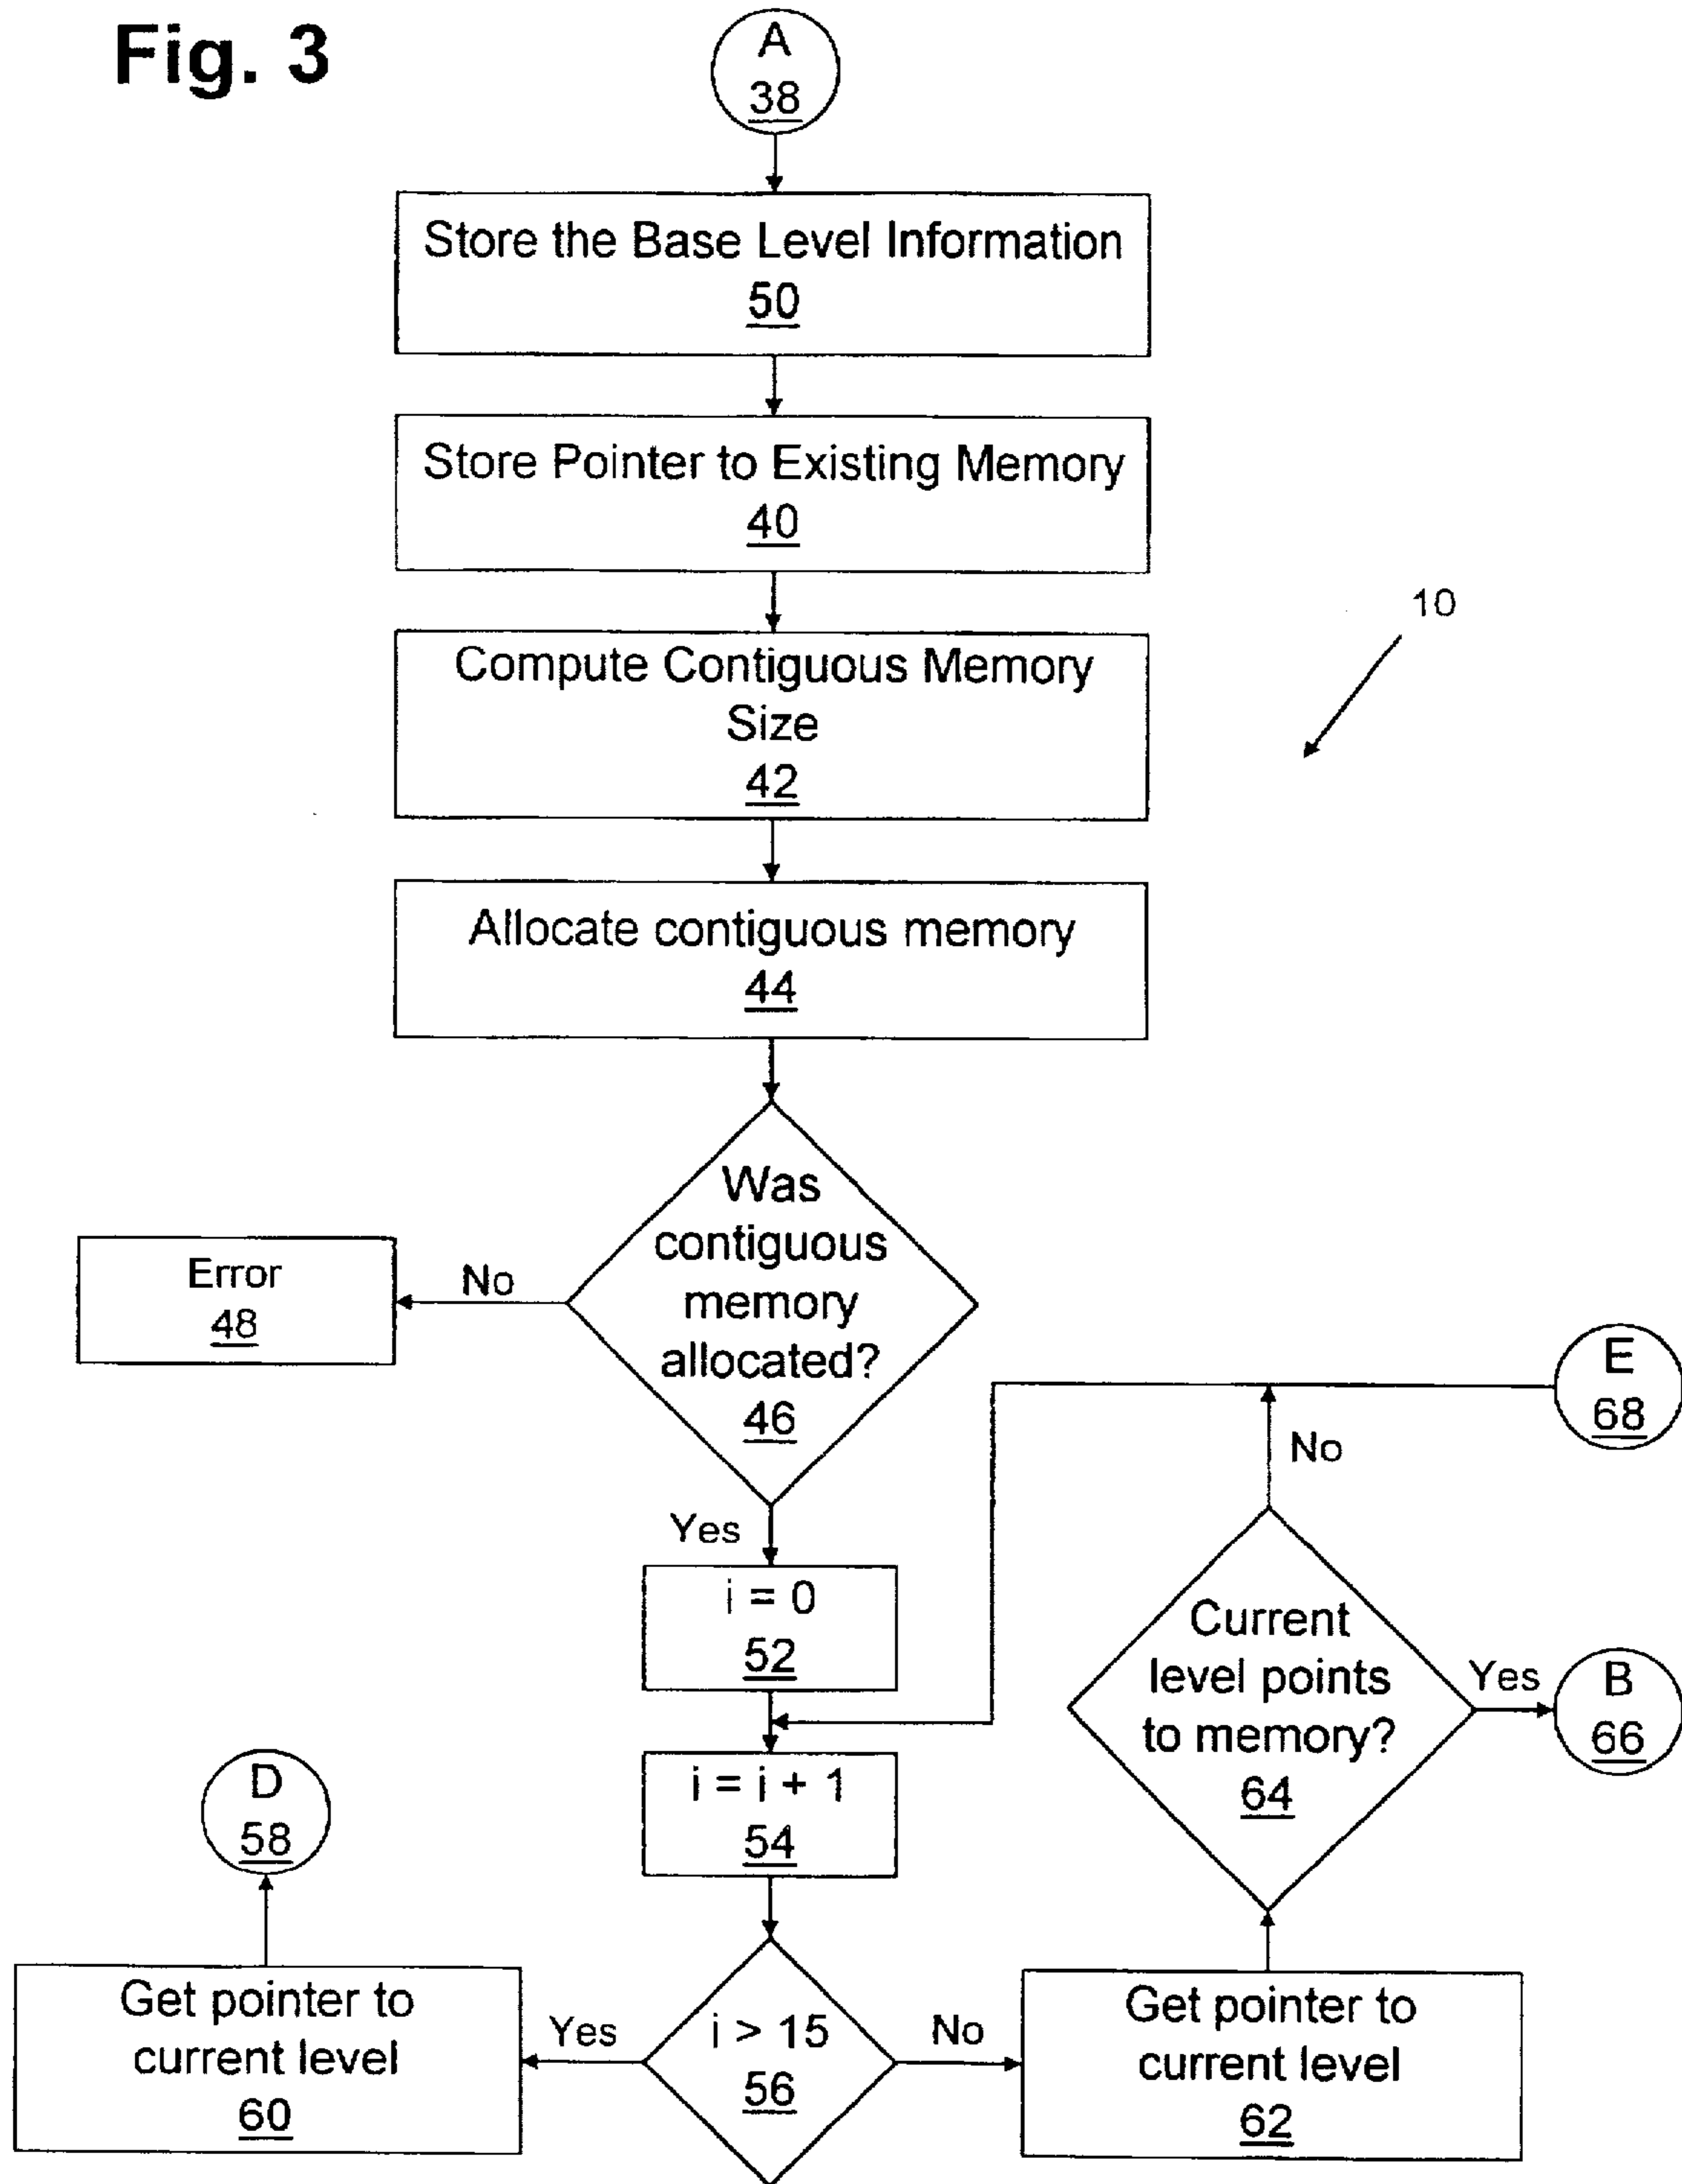 Fig. 3
A
38
Store the Base Level Information
50
Store Pointer to Existing Memory
40
Compute Contiguous Memory
Size
42
10
Allocate contiguous memory
44
Was
contiguous
memory
allocated?
46
No
Error
48
Yes
i = 0
52
i = i + 1
54
i > 15
56
Yes
Get pointer to
current level
60
D
58
No
Get pointer to
current level
62
Current
level points
to memory?
64
Yes
B
66
No
E
68